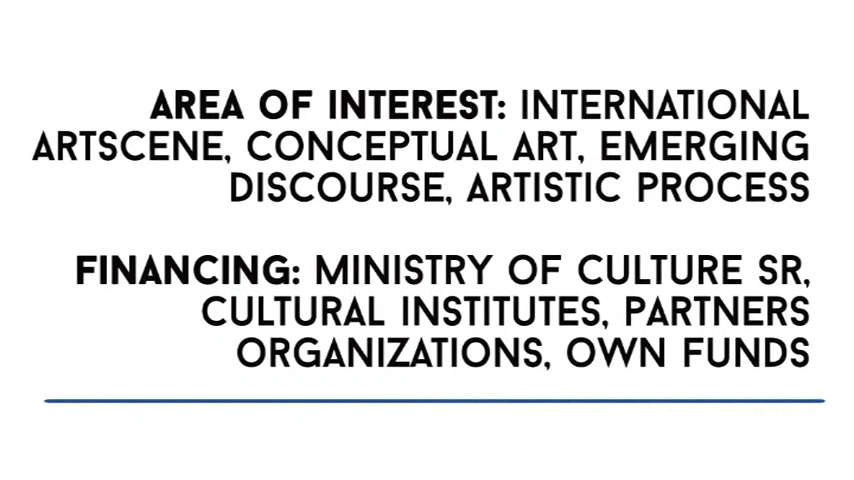 AREA OF INTEREST: INTERNATIONAL
ARTSCENE, CONCEPTUAL ART, EMERGING
DISCOURSE, ARTISTIC PROCESS
FINANCING: MINISTRY OF CULTURE SR,
CULTURAL INSTITUTES, PARTNERS
ORGANIZATIONS, OWN FUNDS